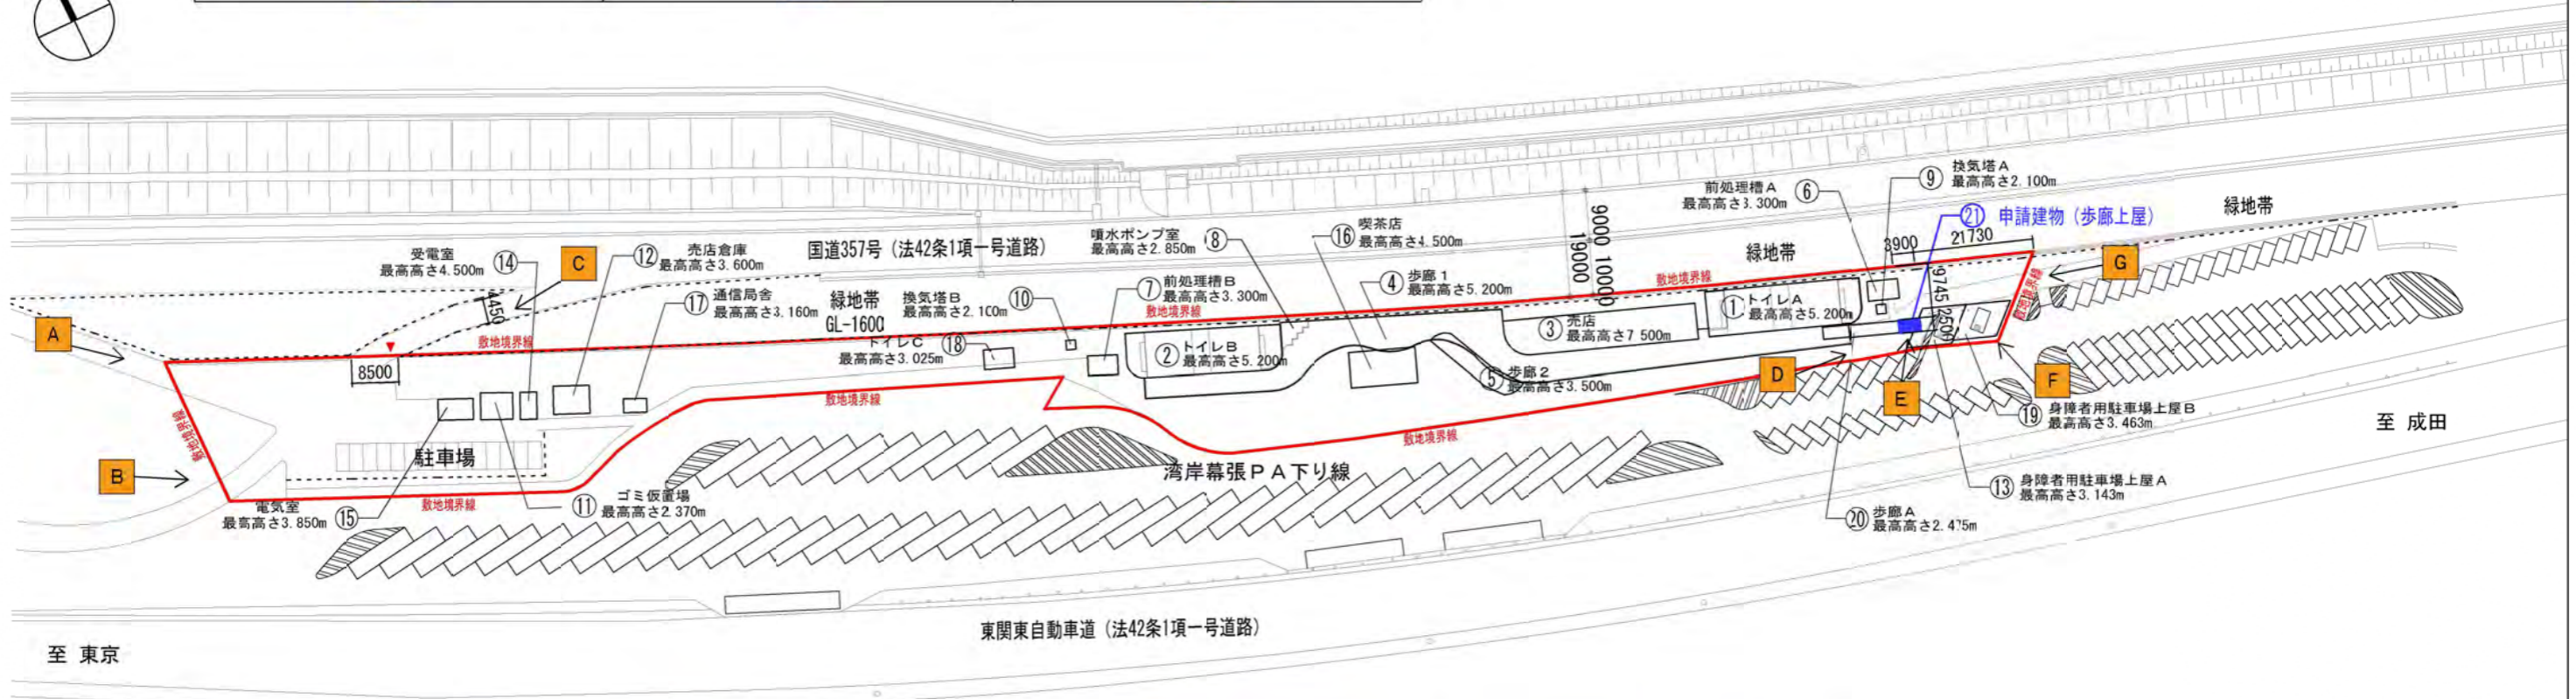 ⑨ 換気塔A
最高高さ2.100m
前処理槽A ⑥
最高高さ3.300m
㉑ 申請建物（歩廊上屋）
緑地帯
受電室
最高高さ4.500m ⑭
C
⑫ 売店倉庫
最高高さ3.600m
国道357号（法42条1項一号道路）
噴水ポンプ室
最高高さ2.850m ⑧
⑯ 喫茶店
最高高さ4.500m
9000 10000
19000
緑地帯
3900
21730
G
④ 歩廊1
最高高さ5.200m
敷地境界線
⑦ 前処理槽B
最高高さ3.300m
⑰ 通信局舎
最高高さ3.160m
緑地帯
GL-1600
換気塔B ⑩
最高高さ2.100m
敷地境界線
4450
9745
2500
敷地境界線
①トイレA
最高高さ5.200m
③ 売店
最高高さ7.500m
A
敷地境界線
トイレC ⑱
最高高さ3.025m
②トイレB
最高高さ5.200m
8500
⑤ 歩廊2
最高高さ3.500m
D
E
F
敷地境界線
敷地境界線
敷地境界線
⑲ 身障者用駐車場上屋B
最高高さ3.463m
至 成田
駐車場
湾岸幕張PA下り線
B
⑬ 身障者用駐車場上屋A
最高高さ3.143m
電気室
最高高さ3.850m ⑮
敷地境界線
⑪ ゴミ仮置場
最高高さ2.370m
⑳ 歩廊A
最高高さ2.475m
東関東自動車道（法42条1項一号道路）
至 東京